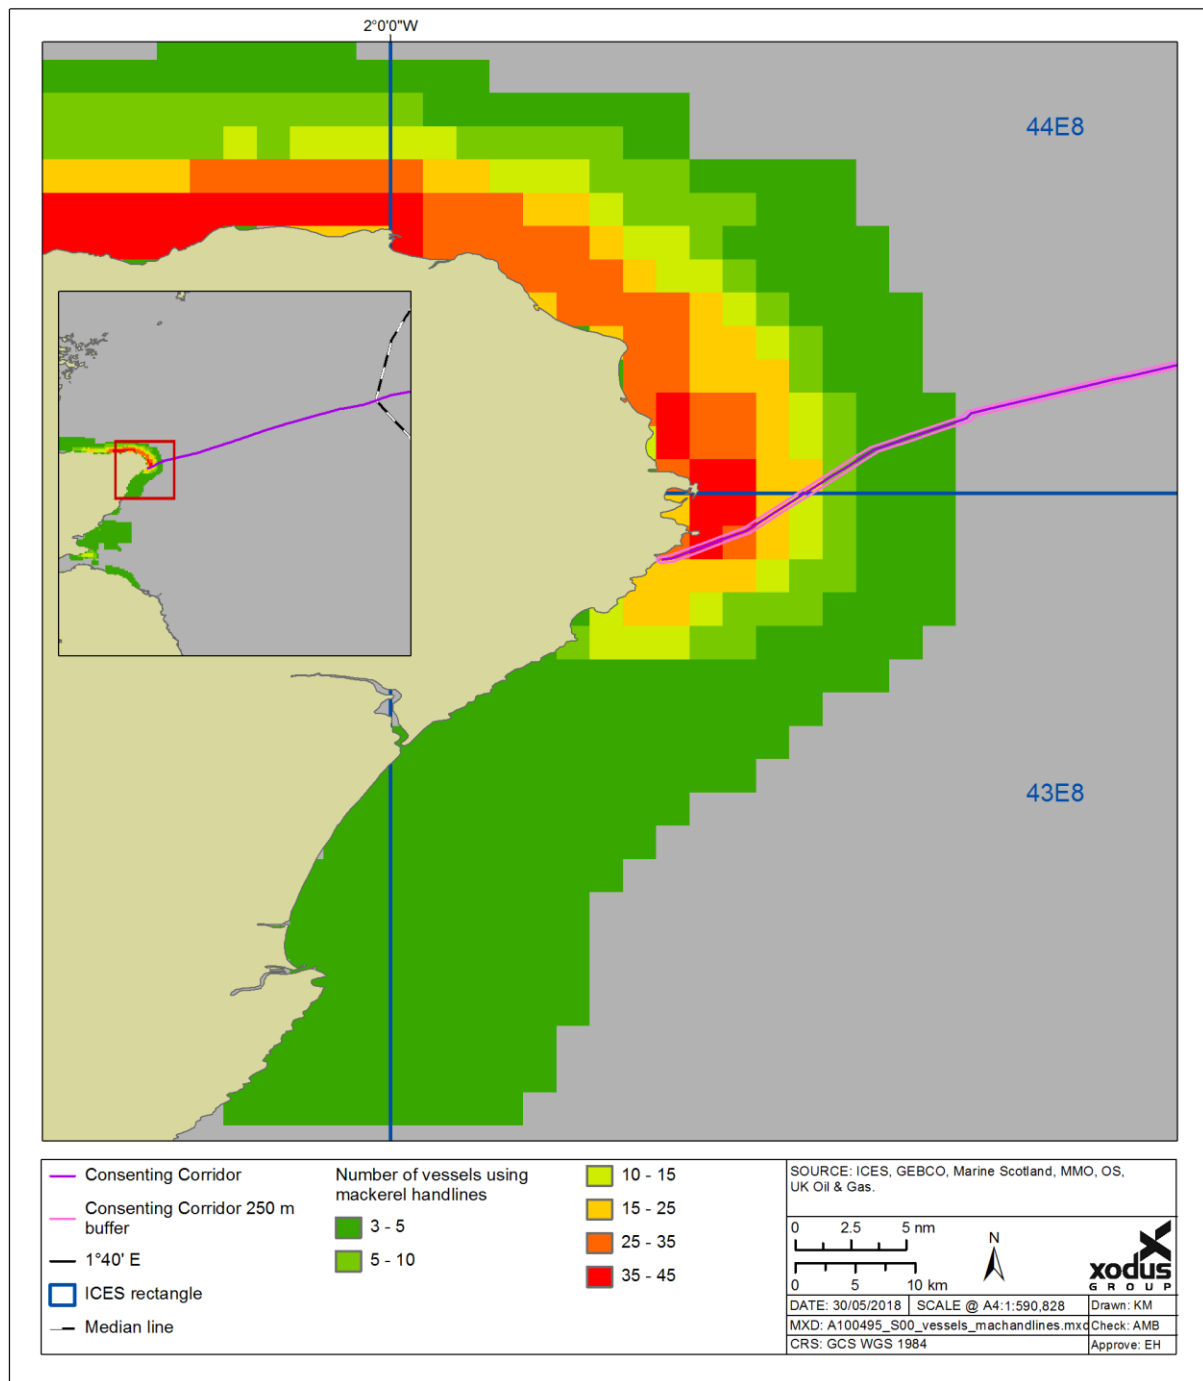 2°0'0"W
44E8
43E8
Consenting Corridor
Consenting Corridor 250 m
buffer
1°40' E
ICES rectangle
Median line
Number of vessels using
mackerel handlines
3 - 5
5 - 10
10 - 15
15 - 25
25 - 35
35 - 45
SOURCE: ICES, GEBCO, Marine Scotland, MMO, OS,
UK Oil & Gas.
0 2.5 5 nm
0 5 10 km
N
xodus
GROUP
DATE: 30/05/2018 SCALE @ A4:1:590,828 Drawn: KM
MXD: A100495_S00_vessels_machandlines.mxd Check: AMB
CRS: GCS WGS 1984 Approve: EH